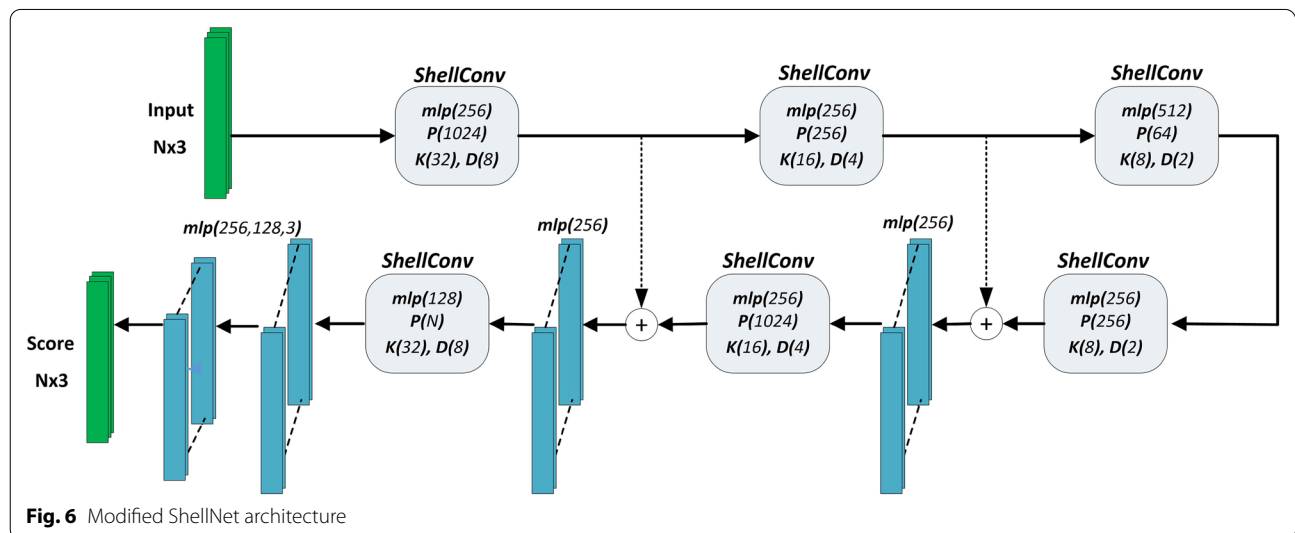 Input
Nx3
ShellConv
mlp(256)
P(1024)
K(32), D(8)
ShellConv
mlp(256)
P(256)
K(16), D(4)
ShellConv
mlp(512)
P(64)
K(8), D(2)
ShellConv
mlp(256)
P(256)
K(8), D(2)
+
mlp(256)
ShellConv
mlp(256)
P(1024)
K(16), D(4)
+
mlp(256)
ShellConv
mlp(128)
P(N)
K(32), D(8)
mlp(256,128,3)
Score
Nx3
Fig. 6 Modified ShellNet architecture